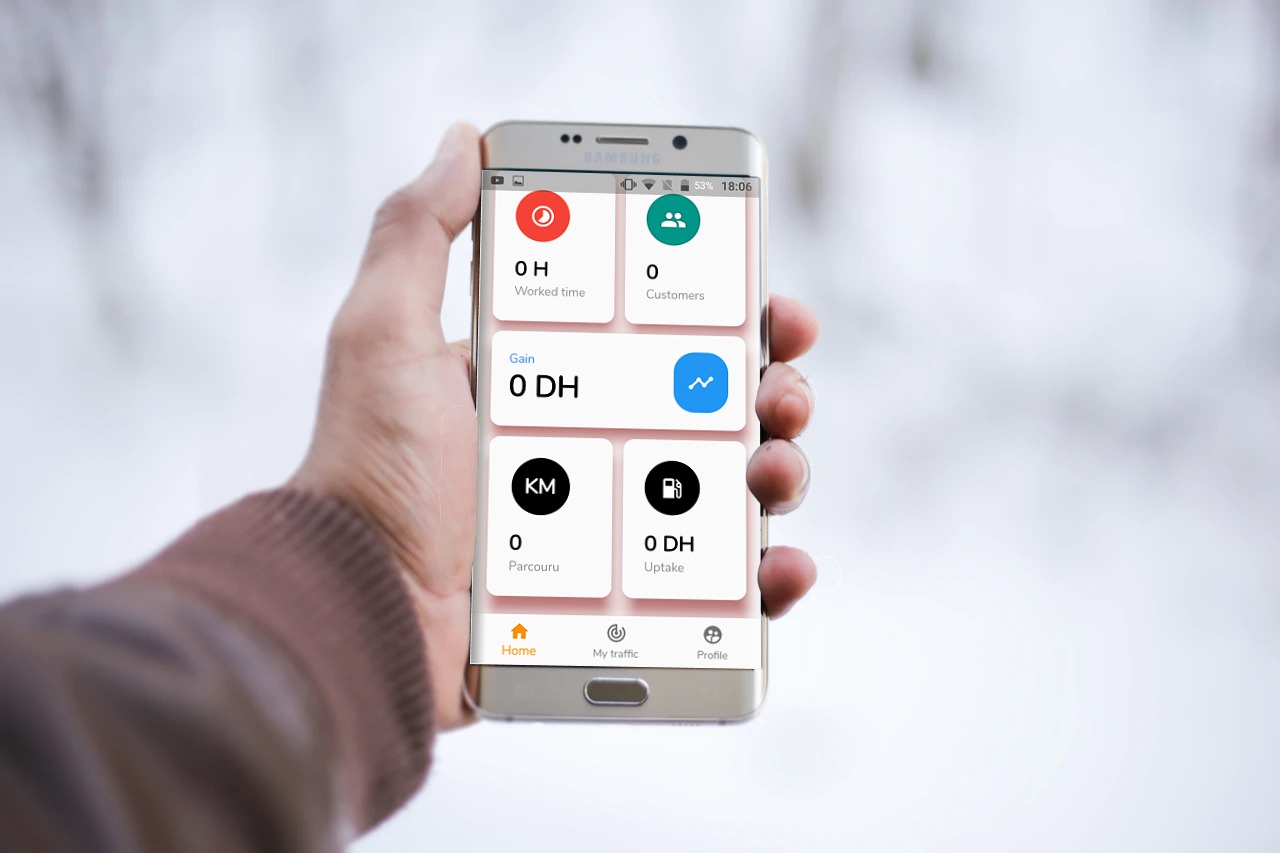 SAMSUNG
53% 18:06
0 H
Worked time
0
Customers
Gain
0 DH
KM
0
Parcouru
0 DH
Uptake
Home
My traffic
Profile